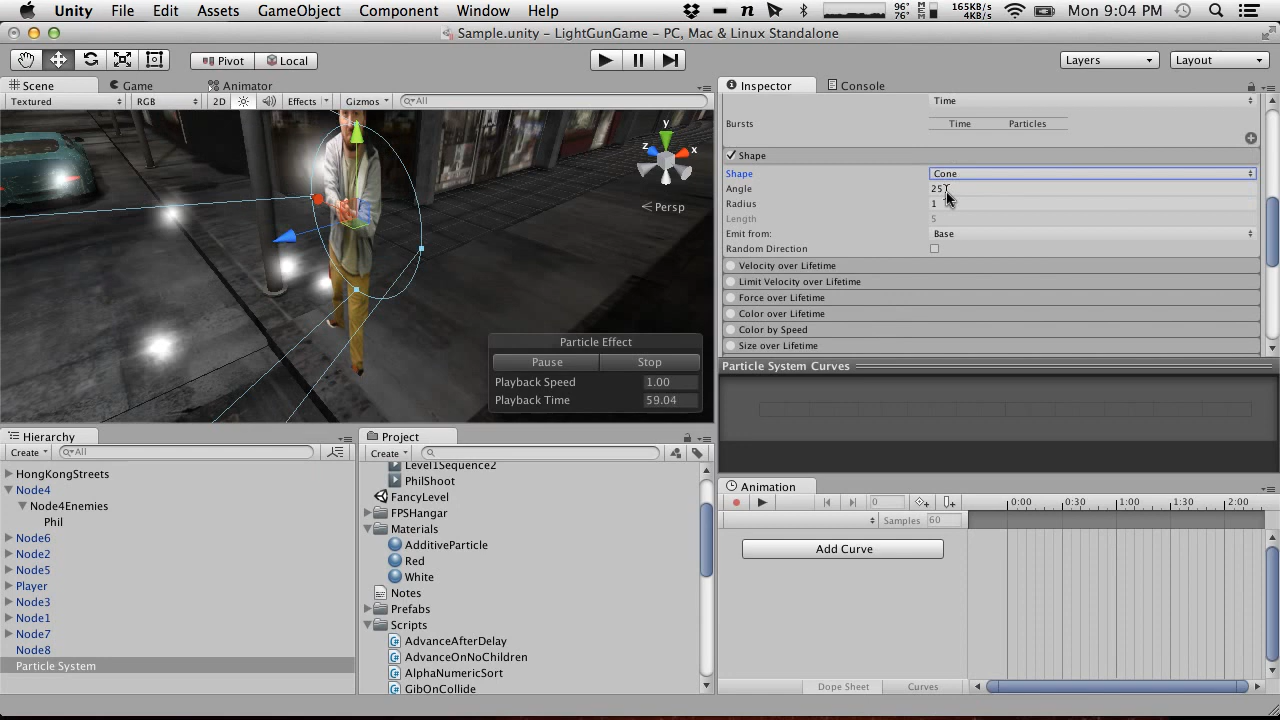 Unity File Edit Assets GameObject Component Window Help n 96° 76° 165KB/s 4KB/s Mon 9:04 PM
Sample.unity – LightGunGame – PC, Mac & Linux Standalone
Pivot Local Layers Layout
Scene Game Animator Inspector Console
Textured RGB 2D Effects Gizmos All
Time
Bursts Time Particles
Shape
Shape Cone
Angle 25
Radius 1
Length 5
Emit from: Base
Random Direction
Velocity over Lifetime
Limit Velocity over Lifetime
Force over Lifetime
Color over Lifetime
Color by Speed
Size over Lifetime
y
z x
Persp
Particle Effect
Pause Stop
Playback Speed 1.00
Playback Time 59.04
Particle System Curves
Hierarchy
Create All
HongKongStreets
Node4
Node4Enemies
Phil
Node6
Node2
Node5
Player
Node3
Node1
Node7
Node8
Particle System
Project
Create
Level1Sequence2
PhilShoot
FancyLevel
FPSHangar
Materials
AdditiveParticle
Red
White
Notes
Prefabs
Scripts
AdvanceAfterDelay
AdvanceOnNoChildren
AlphaNumericSort
GibOnCollide
Animation
0 0:00 0:30 1:00 1:30 2:00
Samples 60
Add Curve
Dope Sheet Curves